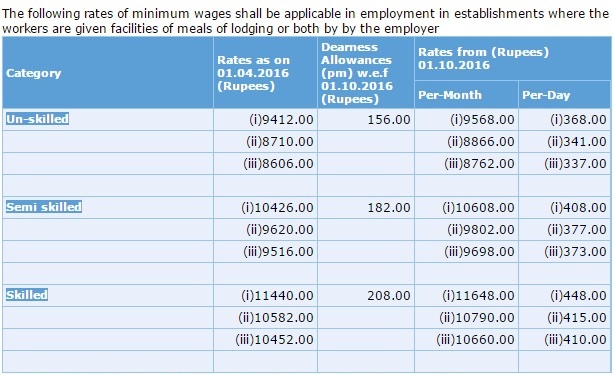 The following rates of minimum wages shall be applicable in employment in establishments where the
workers are given facilities of meals of lodging or both by by the employer
Category
Rates as on
01.04.2016
(Rupees)
Dearness
Allowances
(pm) w.e.f
01.10.2016
(Rupees)
Rates from (Rupees)
01.10.2016
Per-Month Per-Day
Un-skilled (i)9412.00 156.00 (i)9568.00 (i)368.00
(ii)8710.00 (ii)8866.00 (ii)341.00
(iii)8606.00 (iii)8762.00 (iii)337.00
Semi skilled (i)10426.00 182.00 (i)10608.00 (i)408.00
(ii)9620.00 (ii)9802.00 (ii)377.00
(iii)9516.00 (iii)9698.00 (iii)373.00
Skilled (i)11440.00 208.00 (i)11648.00 (i)448.00
(ii)10582.00 (ii)10790.00 (ii)415.00
(iii)10452.00 (iii)10660.00 (iii)410.00